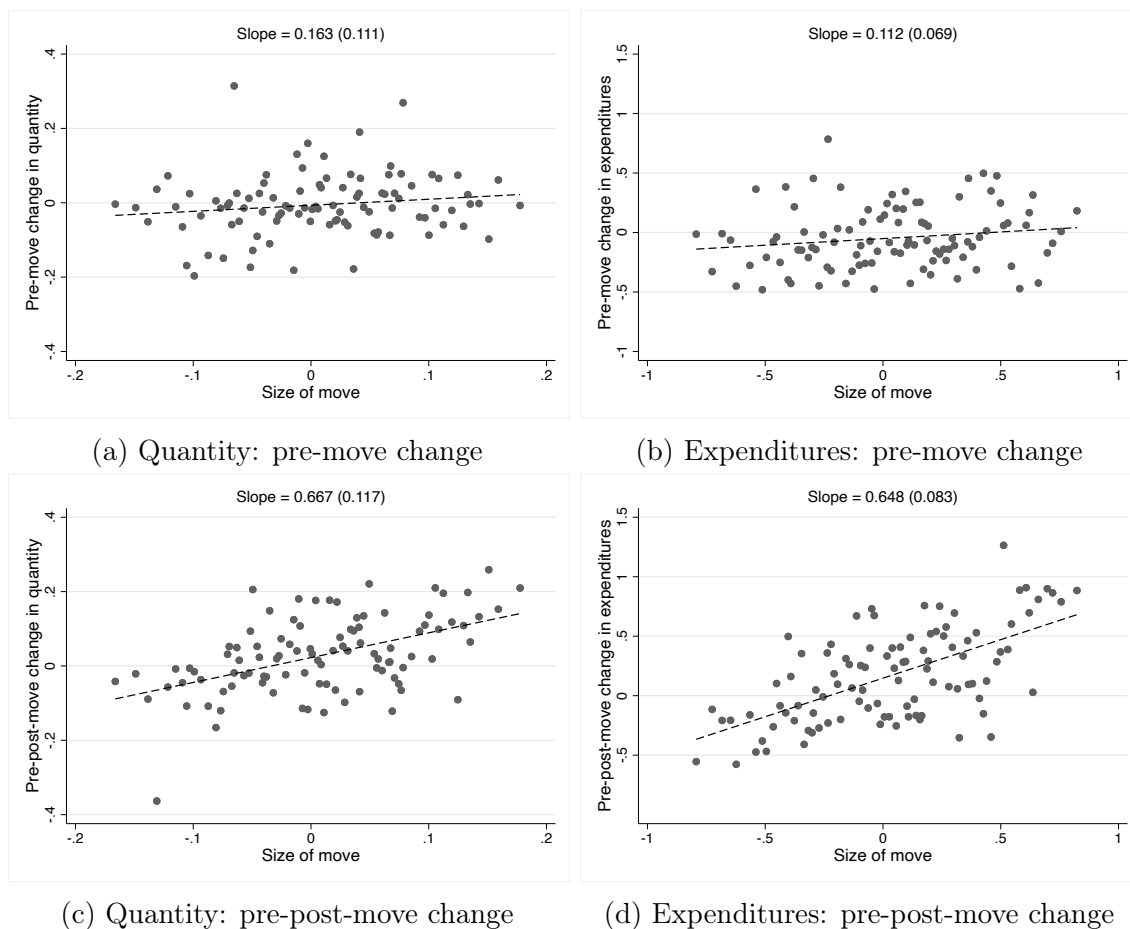 Slope = 0.163 (0.111)
Pre-move change in quantity
.4
.2
0
-.2
-.4
-.2
-.1
0
.1
.2
Size of move
(a) Quantity: pre-move change
Slope = 0.112 (0.069)
Pre-move change in expenditures
1.5
1
.5
0
-.5
-1
-1
-.5
0
.5
1
Size of move
(b) Expenditures: pre-move change
Slope = 0.667 (0.117)
Pre-post-move change in quantity
.4
.2
0
-.2
-.4
-.2
-.1
0
.1
.2
Size of move
(c) Quantity: pre-post-move change
Slope = 0.648 (0.083)
Pre-post-move change in expenditures
1.5
1
.5
0
-.5
-1
-.5
0
.5
1
Size of move
(d) Expenditures: pre-post-move change